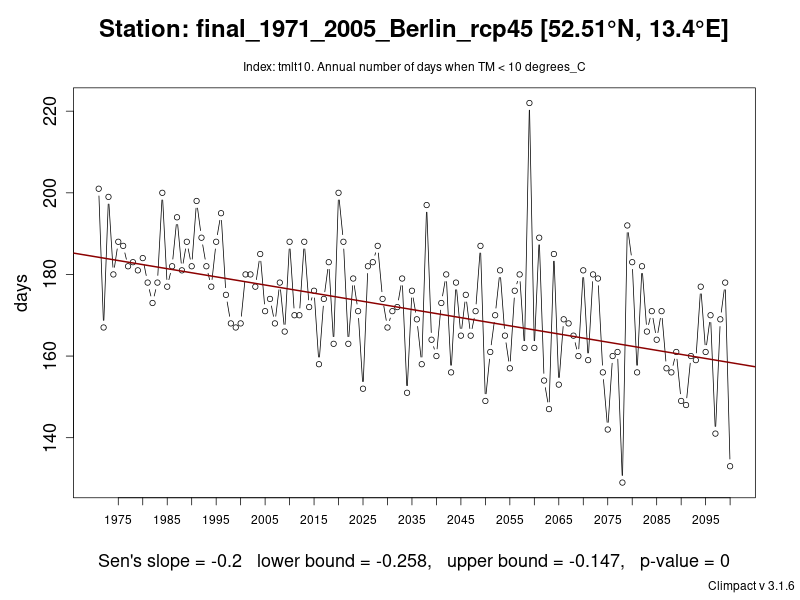 Station: final_1971_2005_Berlin_rcp45 [52.51°N, 13.4°E]
Index: tmlt10. Annual number of days when TM < 10 degrees_C
220
200
180
160
140
days
1975 1985 1995 2005 2015 2025 2035 2045 2055 2065 2075 2085 2095
Sen's slope = -0.2 lower bound = -0.258, upper bound = -0.147, p-value = 0
Climpact v 3.1.6